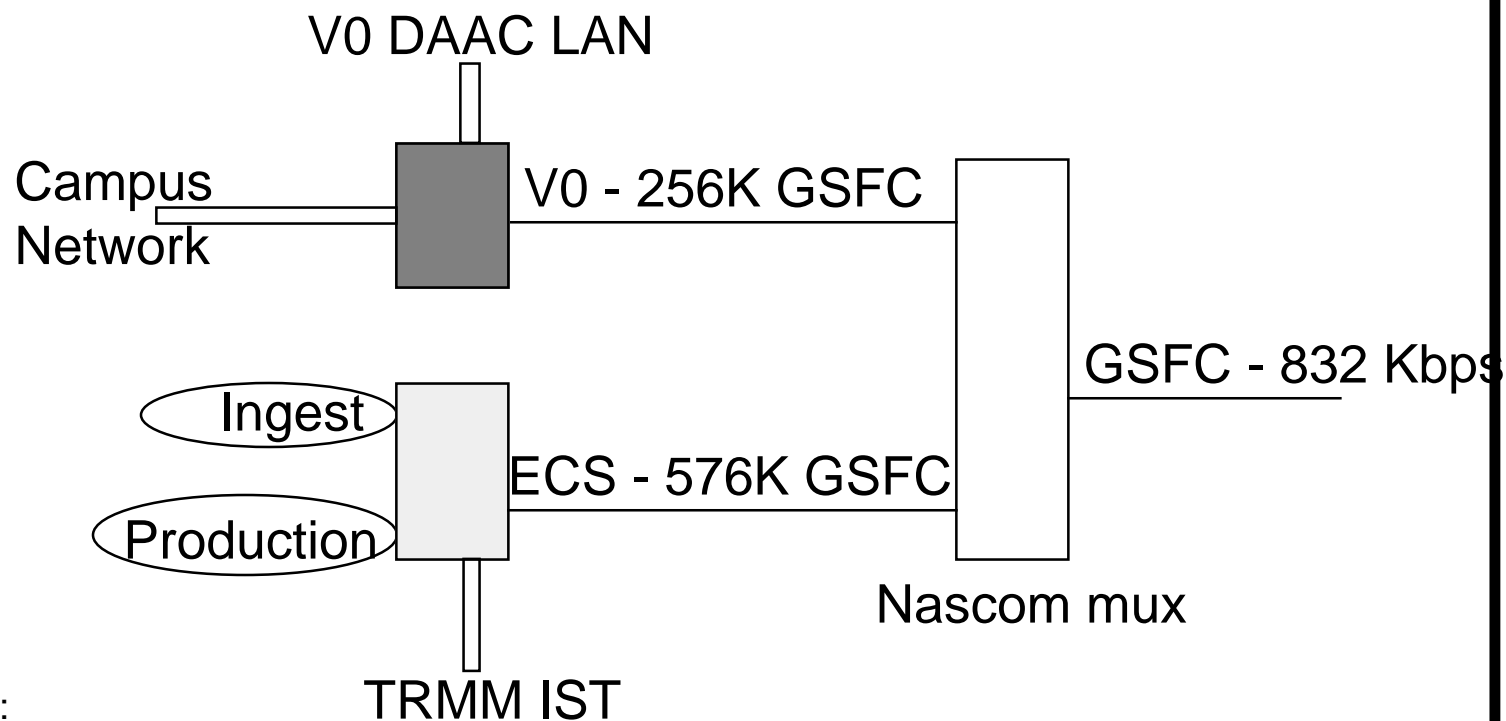 V0 DAAC LAN
Campus
Network
V0 - 256K GSFC
GSFC - 832 Kbps
Ingest
ECS - 576K GSFC
Production
Nascom mux
TRMM IST
: